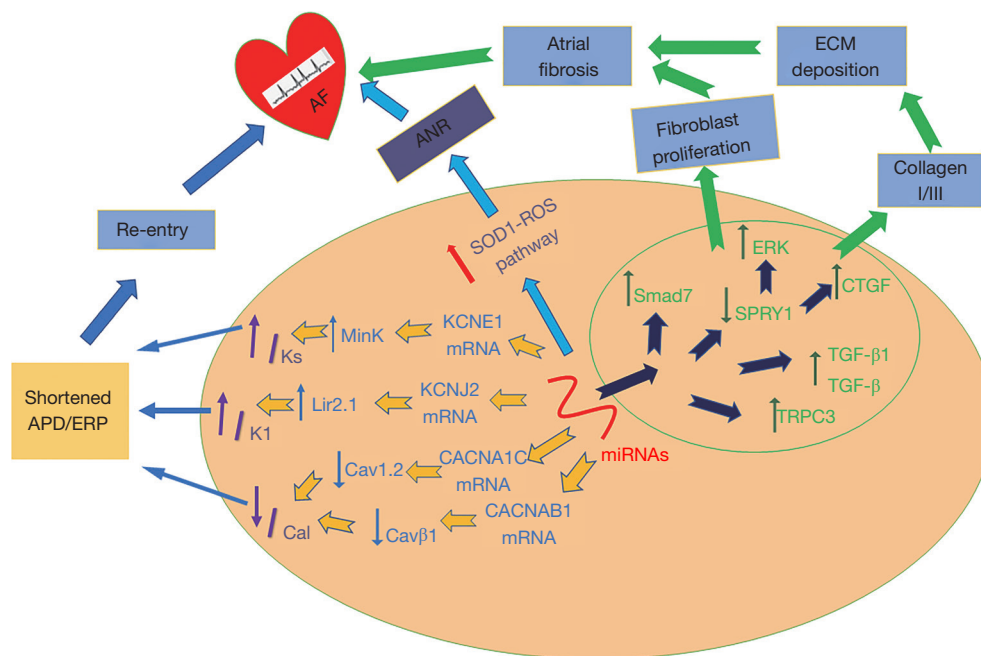 AF
Atrial
fibrosis
ECM
deposition
ANR
Fibroblast
proliferation
Collagen
I/III
Re-entry
SOD1-ROS
pathway
ERK
Smad7
SPRY1
CTGF
TGF-β1
TGF-β
TRPC3
KCNE1
mRNA
MinK
Ks
KCNJ2
mRNA
Lir2.1
K1
Shortened
APD/ERP
miRNAs
CACNA1C
mRNA
Cav1.2
CACNAB1
mRNA
Cavβ1
Cal